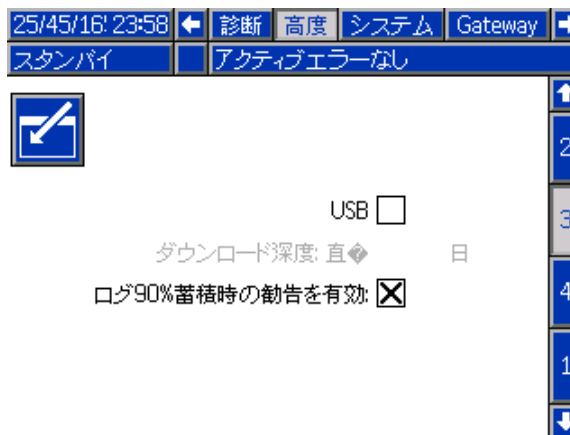 25/45/16' 23:58 診断 高度 システム Gateway
スタンバイ アクティブエラーなし
2
USB
3
ダウンロード深度: 直� 日
ログ90%蓄積時の勧告を有効:
4
1